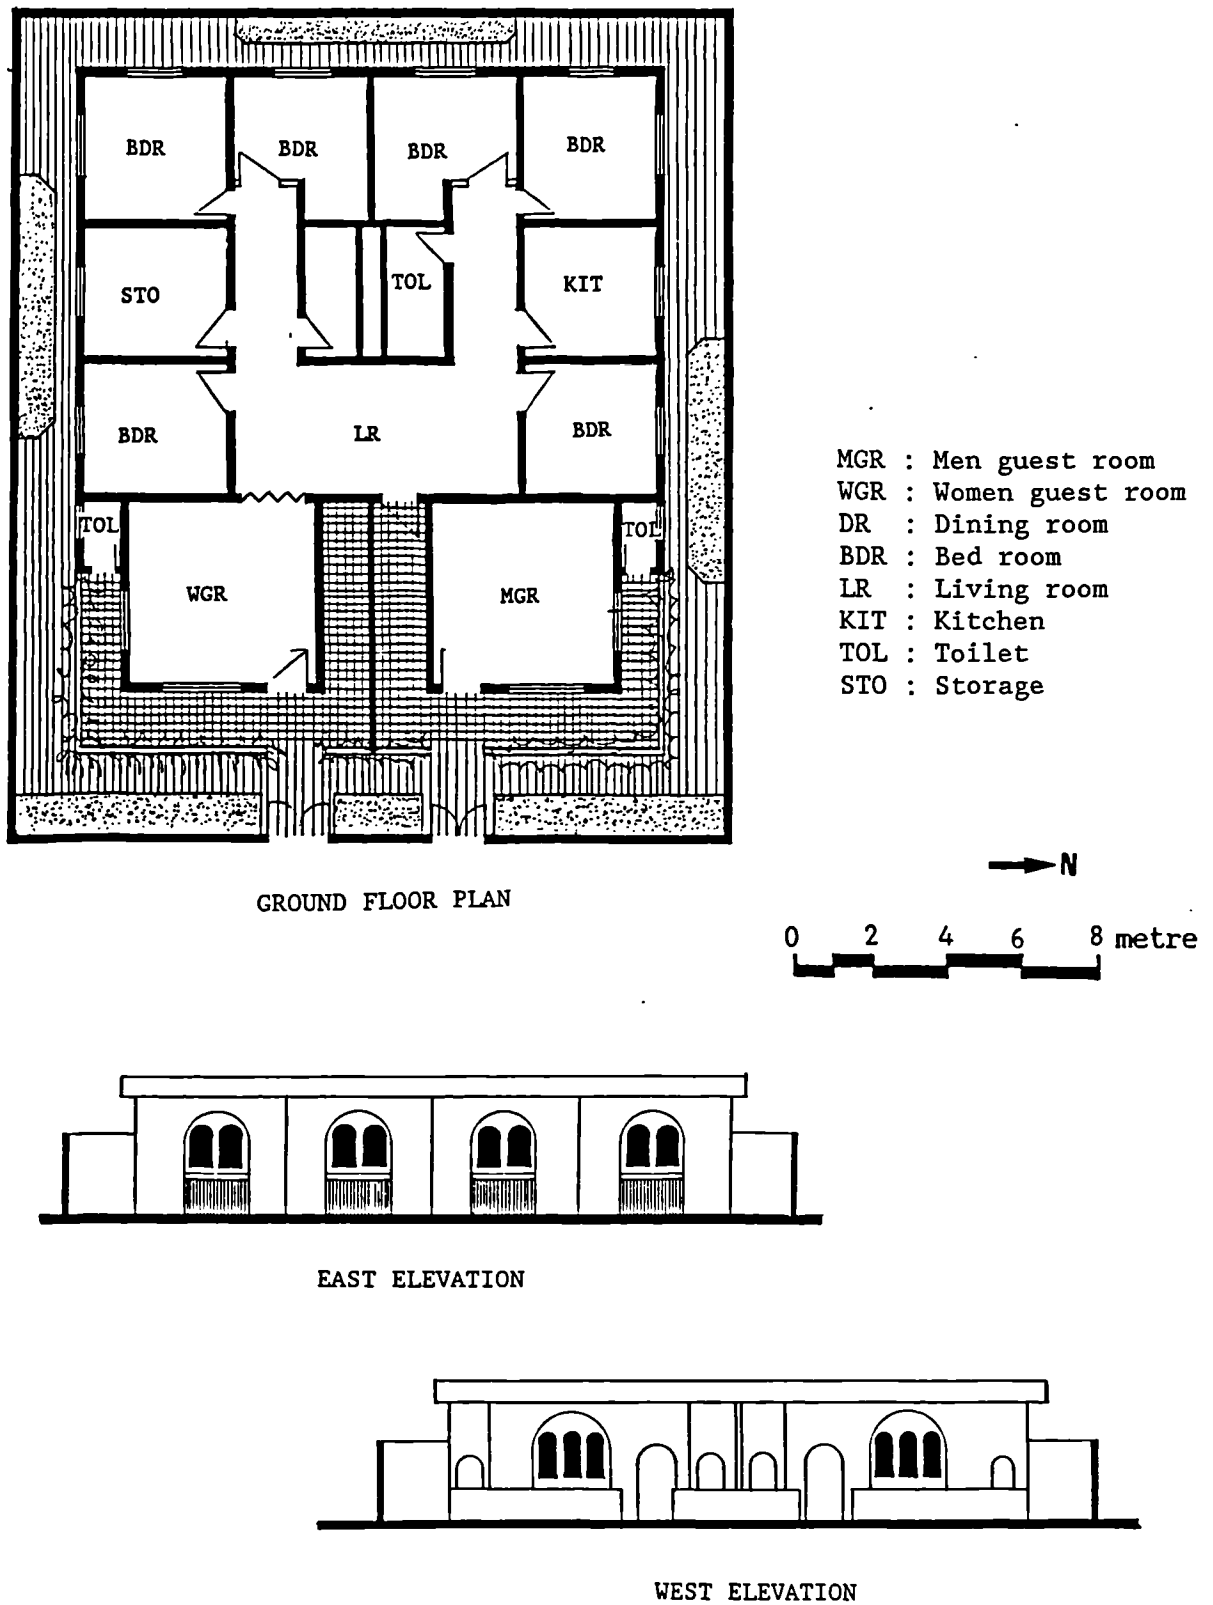 BDR BDR BDR BDR
STO TOL KIT
BDR LR BDR
TOL TOL
WGR MGR
MGR : Men guest room
WGR : Women guest room
DR : Dining room
BDR : Bed room
LR : Living room
KIT : Kitchen
TOL : Toilet
STO : Storage
N
GROUND FLOOR PLAN
0 2 4 6 8 metre
EAST ELEVATION
WEST ELEVATION